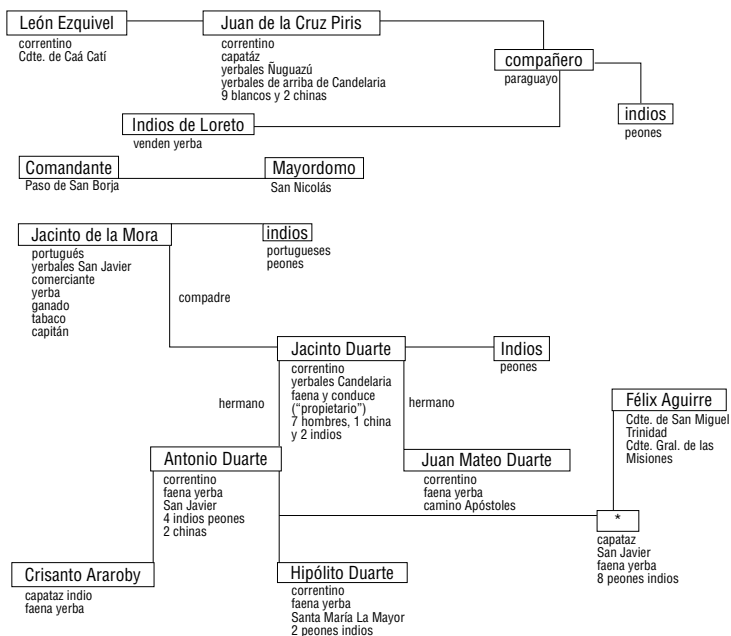 León Ezquivel
correntino
Cdte. de Caá Catí
Juan de la Cruz Piris
correntino
capatáz
yerbales Ñuguazú
yerbales de arriba de Candelaria
9 blancos y 2 chinas
compañero
paraguayo
indios
peones
Indios de Loreto
venden yerba
Comandante
Paso de San Borja
Mayordomo
San Nicolás
Jacinto de la Mora
portugués
yerbales San Javier
comerciante
yerba
ganado
tabaco
capitán
indios
portugueses
peones
compadre
Jacinto Duarte
correntino
yerbales Candelaria
faena y conduce
("propietario")
7 hombres, 1 china
y 2 indios
Indios
peones
hermano
hermano
Félix Aguirre
Cdte. de San Miguel
Trinidad
Cdte. Gral. de las
Misiones
Antonio Duarte
correntino
faena yerba
San Javier
4 indios peones
2 chinas
Juan Mateo Duarte
correntino
faena yerba
camino Apóstoles
*
capataz
San Javier
faena yerba
8 peones indios
Crisanto Araroby
capataz indio
faena yerba
Hipólito Duarte
correntino
faena yerba
Santa María La Mayor
2 peones indios